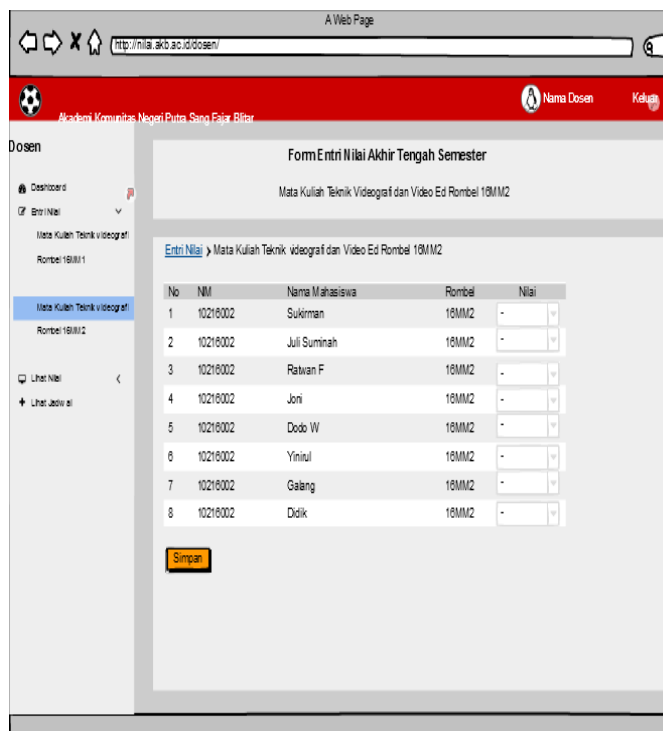 A Web Page
http://nilai.akb.ac.id/dosen/
Akademi Komunitas Negeri Putra Sang Fajar Blitar
Nama Dosen
Keluar
Dosen
Dashboard
Entri Nilai
Mata Kuliah Teknik videografi
Rombel 16MM1
Mata Kuliah Teknik videografi
Rombel 16MM2
Lihat Nilai
Lihat Jadwal
Form Entri Nilai Akhir Tengah Semester
Mata Kuliah Teknik Videografi dan Video Ed Rombel 16MM2
Entri Nilai > Mata Kuliah Teknik videografi dan Video Ed Rombel 16MM2
No NIM Nama Mahasiswa Rombel Nilai
1 10216002 Sukirman 16MM2 -
2 10216002 Juli Suminah 16MM2 -
3 10216002 Ratwan F 16MM2 -
4 10216002 Joni 16MM2 -
5 10216002 Dodo W 16MM2 -
6 10216002 Yinirul 16MM2 -
7 10216002 Galang 16MM2 -
8 10216002 Didik 16MM2 -
Simpan